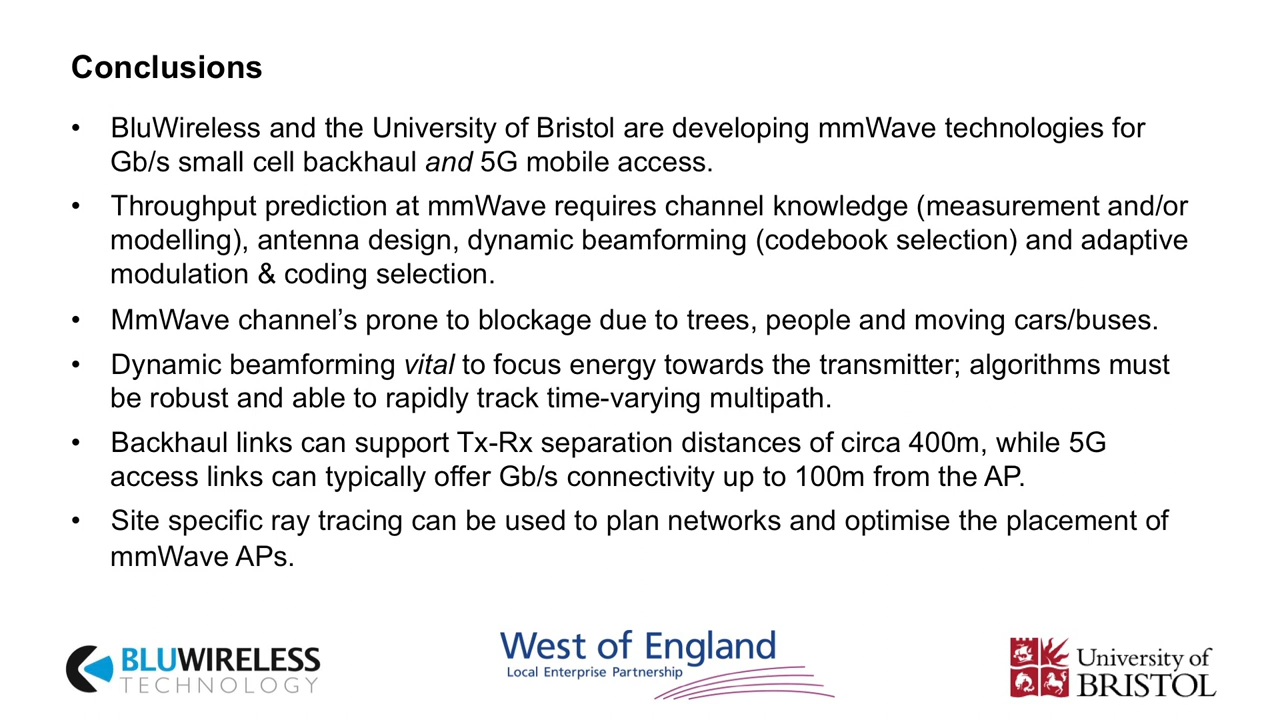 Conclusions
• BluWireless and the University of Bristol are developing mmWave technologies for
Gb/s small cell backhaul and 5G mobile access.
• Throughput prediction at mmWave requires channel knowledge (measurement and/or
modelling), antenna design, dynamic beamforming (codebook selection) and adaptive
modulation & coding selection.
• MmWave channel’s prone to blockage due to trees, people and moving cars/buses.
• Dynamic beamforming vital to focus energy towards the transmitter; algorithms must
be robust and able to rapidly track time-varying multipath.
• Backhaul links can support Tx-Rx separation distances of circa 400m, while 5G
access links can typically offer Gb/s connectivity up to 100m from the AP.
• Site specific ray tracing can be used to plan networks and optimise the placement of
mmWave APs.
BLUWIRELESS
TECHNOLOGY
West of England
Local Enterprise Partnership
University of
BRISTOL